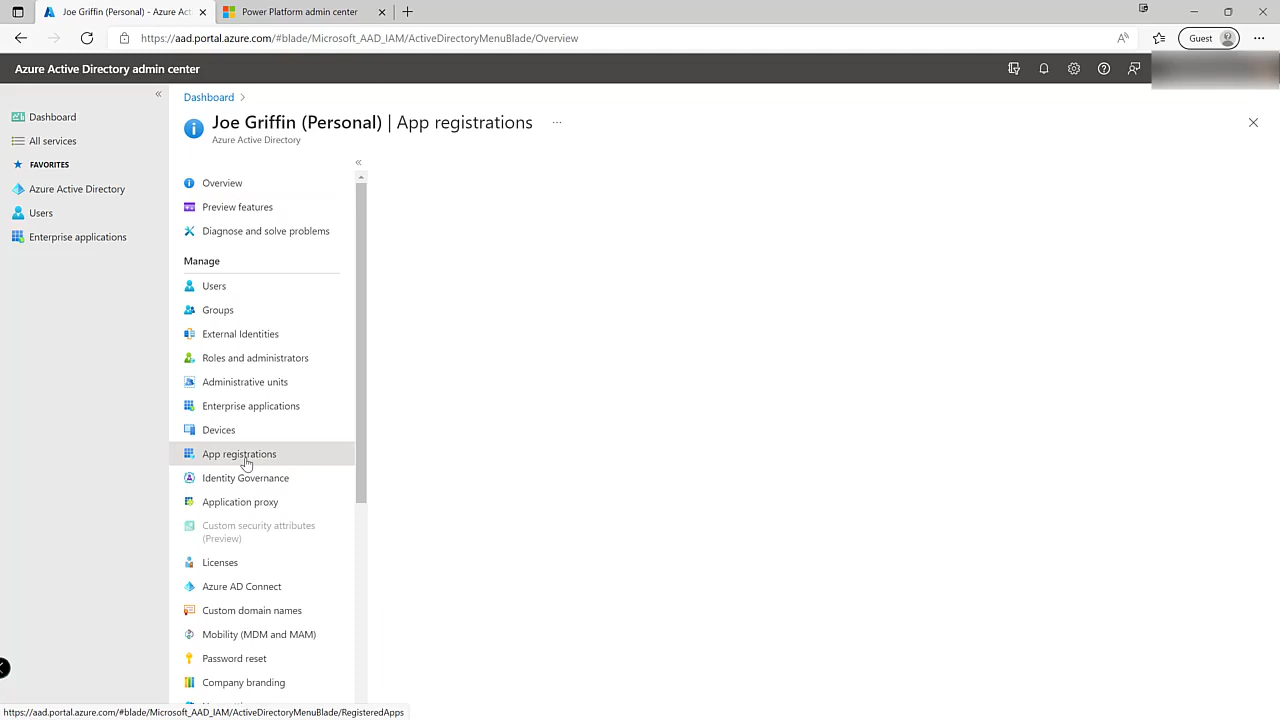 Joe Griffin (Personal) - Azure Acti
Power Platform admin center
https://aad.portal.azure.com/#blade/Microsoft_AAD_IAM/ActiveDirectoryMenuBlade/Overview
Guest
Azure Active Directory admin center
Dashboard
All services
FAVORITES
Azure Active Directory
Users
Enterprise applications
Dashboard
Joe Griffin (Personal) | App registrations
Azure Active Directory
Overview
Preview features
Diagnose and solve problems
Manage
Users
Groups
External Identities
Roles and administrators
Administrative units
Enterprise applications
Devices
App registrations
Identity Governance
Application proxy
Custom security attributes
(Preview)
Licenses
Azure AD Connect
Custom domain names
Mobility (MDM and MAM)
Password reset
Company branding
https://aad.portal.azure.com/#blade/Microsoft_AAD_IAM/ActiveDirectoryMenuBlade/RegisteredApps